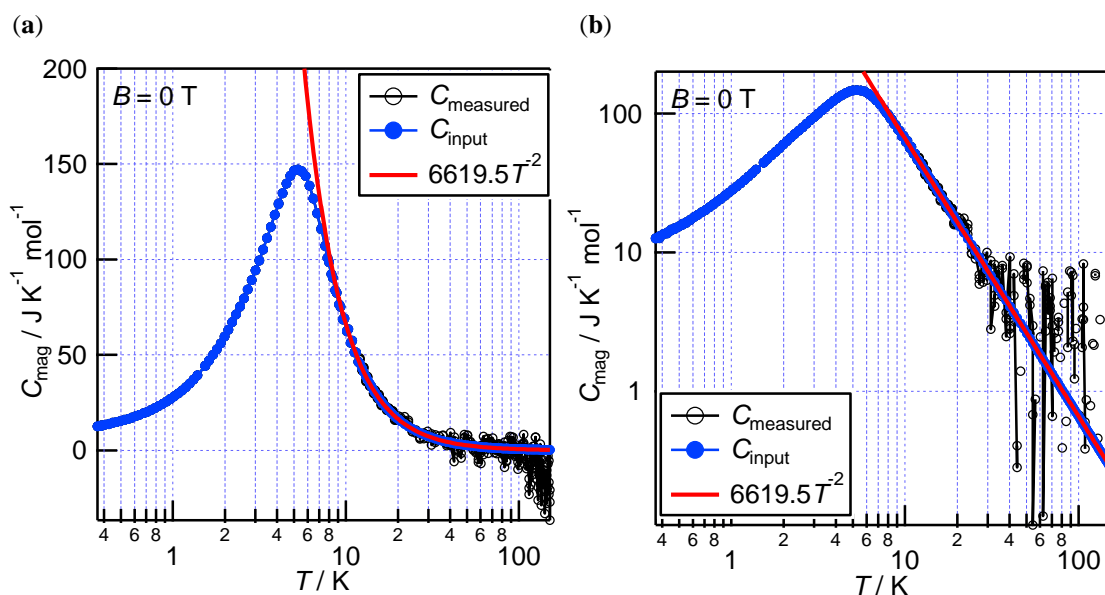 (a)
200
150
100
50
0
C_mag / J K^-1 mol^-1
B = 0 T
C_measured
C_input
6619.5T^-2
4 6 8 1 2 4 6 8 10 2 4 6 8 100
T / K
(b)
100
10
1
C_mag / J K^-1 mol^-1
B = 0 T
C_measured
C_input
6619.5T^-2
4 6 8 1 2 4 6 8 10 2 4 6 8 100
T / K